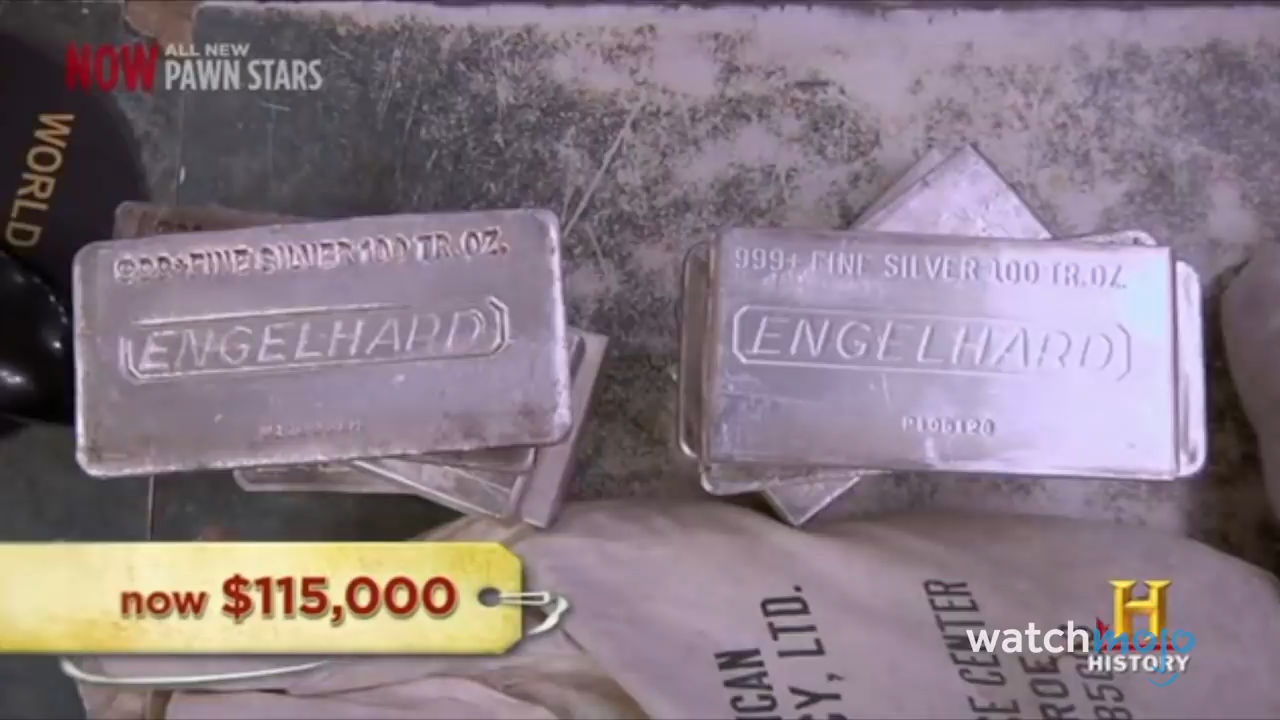 NOW ALL NEW
PAWN STARS
WORLD
999+ FINE SILVER 100 TR.OZ.
ENGELHARD
999+ FINE SILVER 100 TR.OZ.
ENGELHARD
P105120
now $115,000
LTD.
CENTER
watchmojo
H
HISTORY